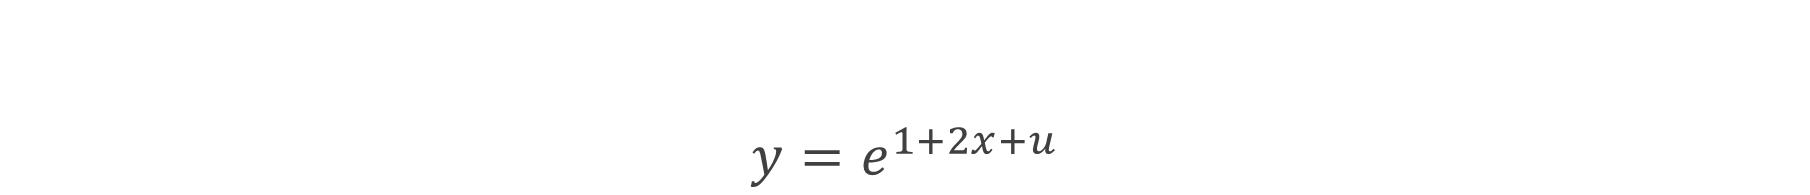 y = e^{1+2x+u}